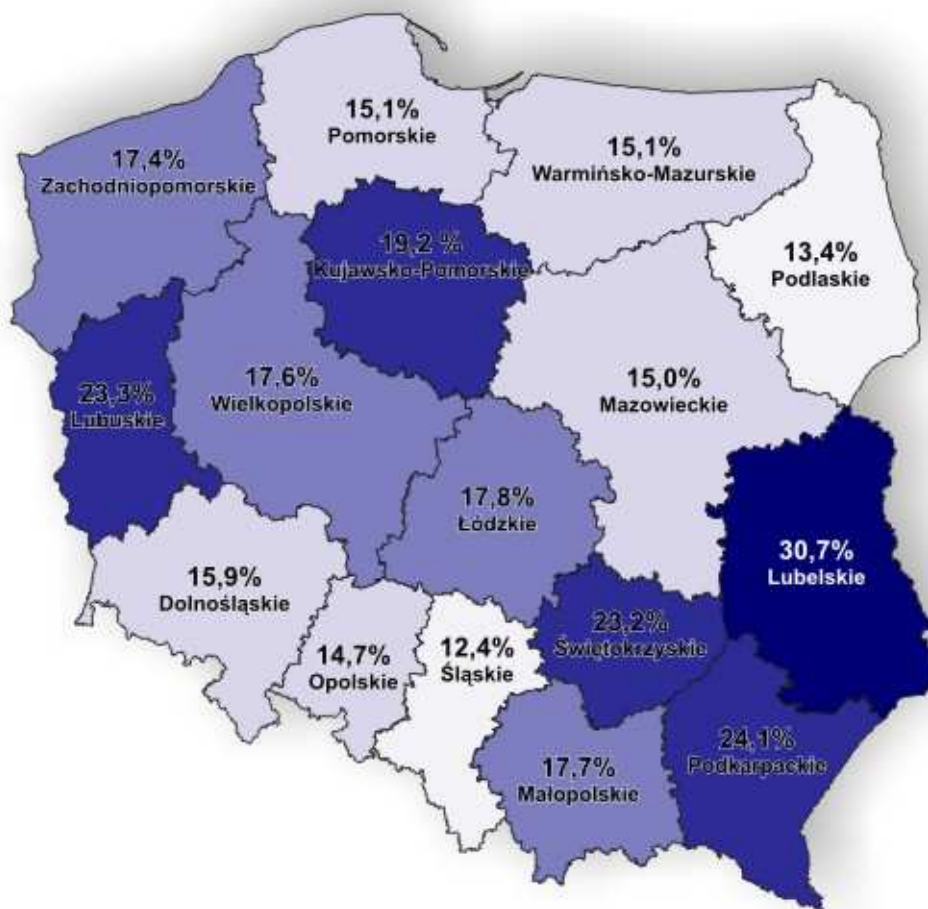 15,1%
Pomorskie
17,4%
Zachodniopomorskie
15,1%
Warmińsko-Mazurskie
19,2 %
Kujawsko-Pomorskie
13,4%
Podlaskie
23,3%
Lubuskie
17,6%
Wielkopolskie
15,0%
Mazowieckie
17,8%
Łódzkie
30,7%
Lubelskie
15,9%
Dolnośląskie
14,7%
Opolskie
12,4%
Śląskie
23,2%
Świętokrzyskie
17,7%
Małopolskie
24,1%
Podkarpackie